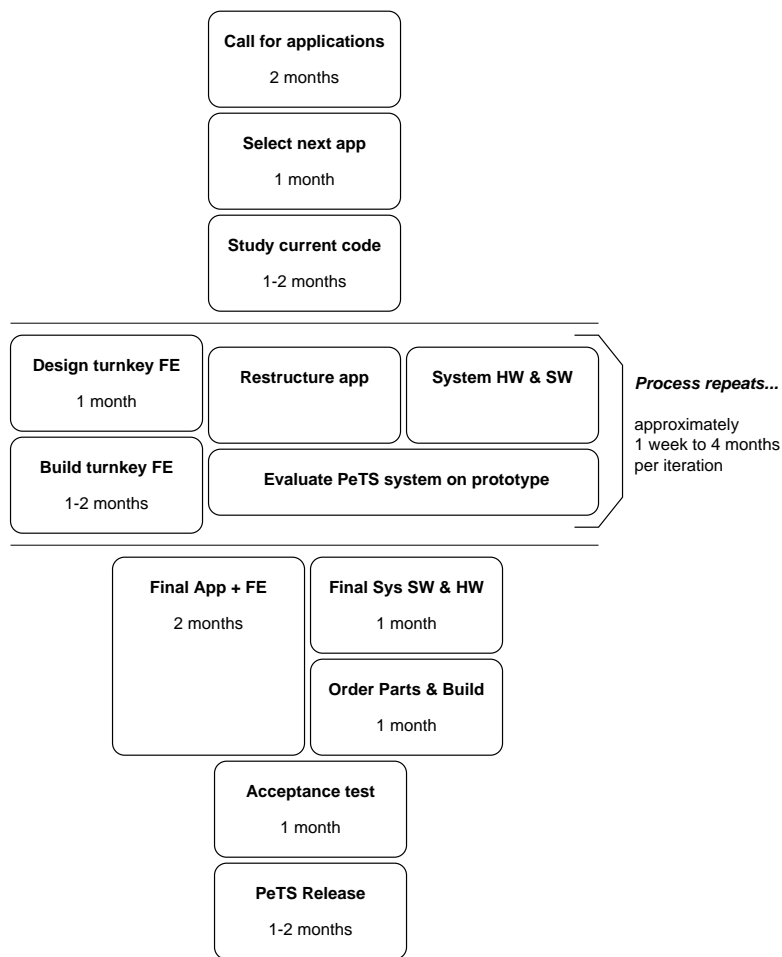 Call for applications
2 months
Select next app
1 month
Study current code
1-2 months
Design turnkey FE
1 month
Build turnkey FE
1-2 months
Restructure app
System HW & SW
Evaluate PeTS system on prototype
Process repeats...
approximately
1 week to 4 months
per iteration
Final App + FE
2 months
Final Sys SW & HW
1 month
Order Parts & Build
1 month
Acceptance test
1 month
PeTS Release
1-2 months